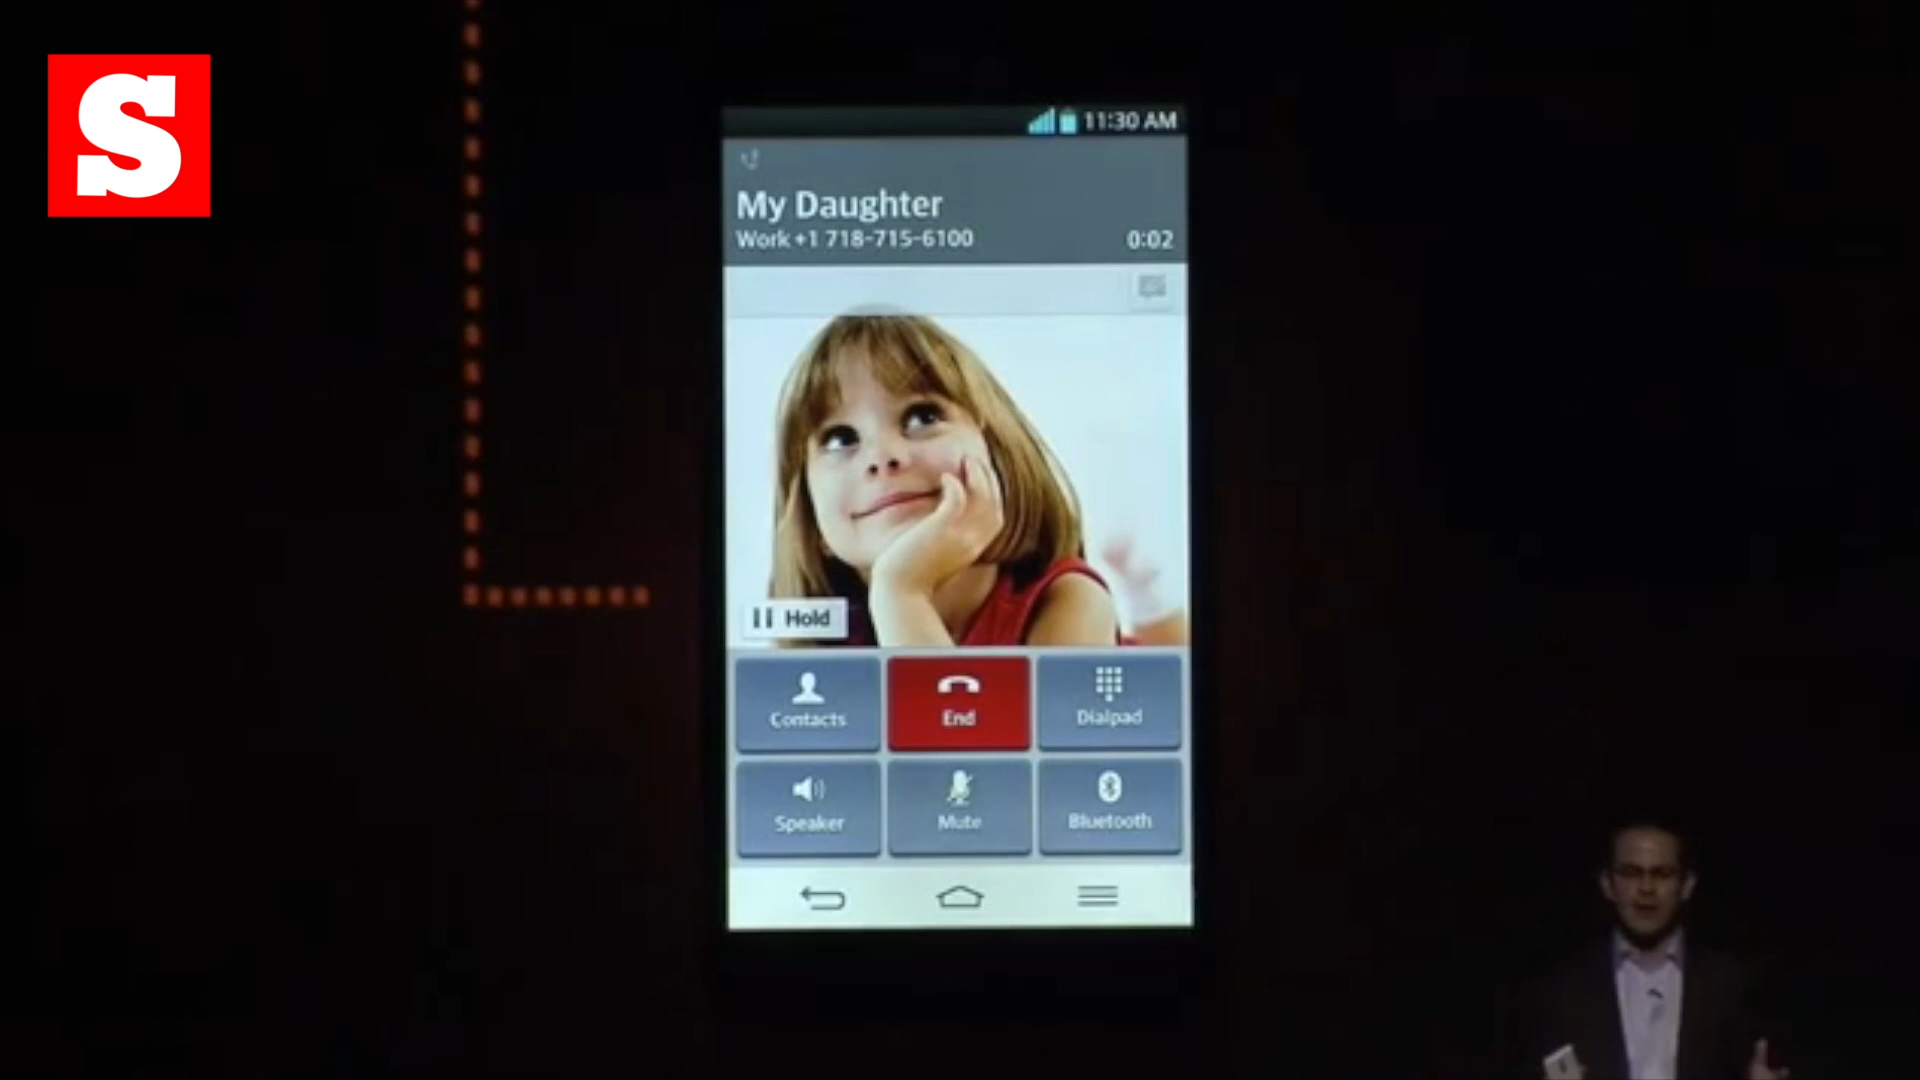 S
11:30 AM
My Daughter
Work +1 718-715-6100 0:02
Hold
Contacts End Dialpad
Speaker Mute Bluetooth